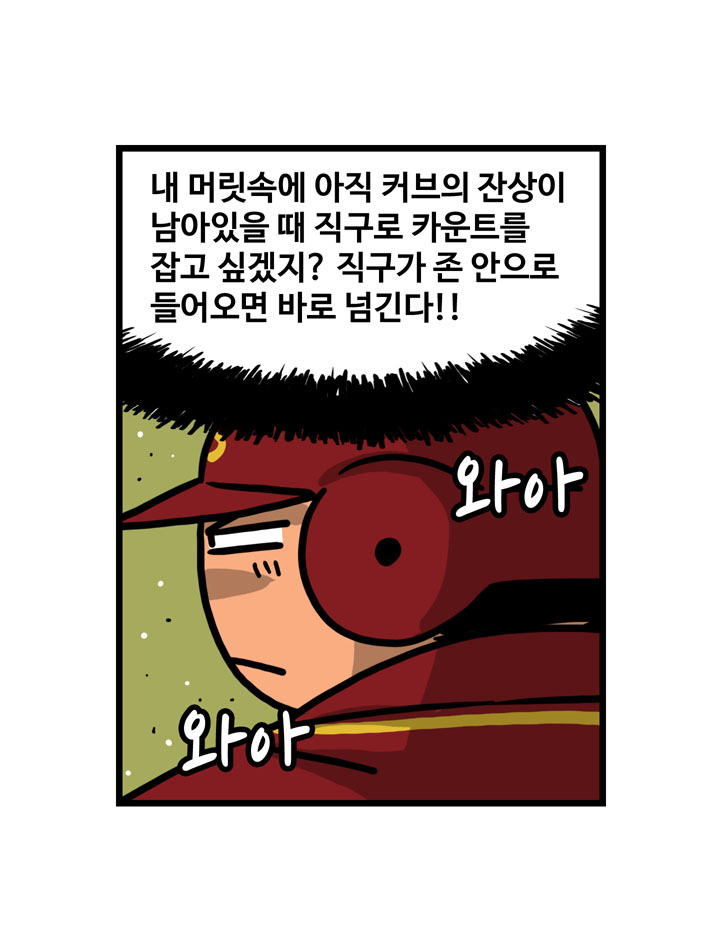 내 머릿속에 아직 커브의 잔상이
남아있을 때 직구로 카운트를
잡고 싶겠지? 직구가 존 안으로
들어오면 바로 넘긴다!!
와아
와아